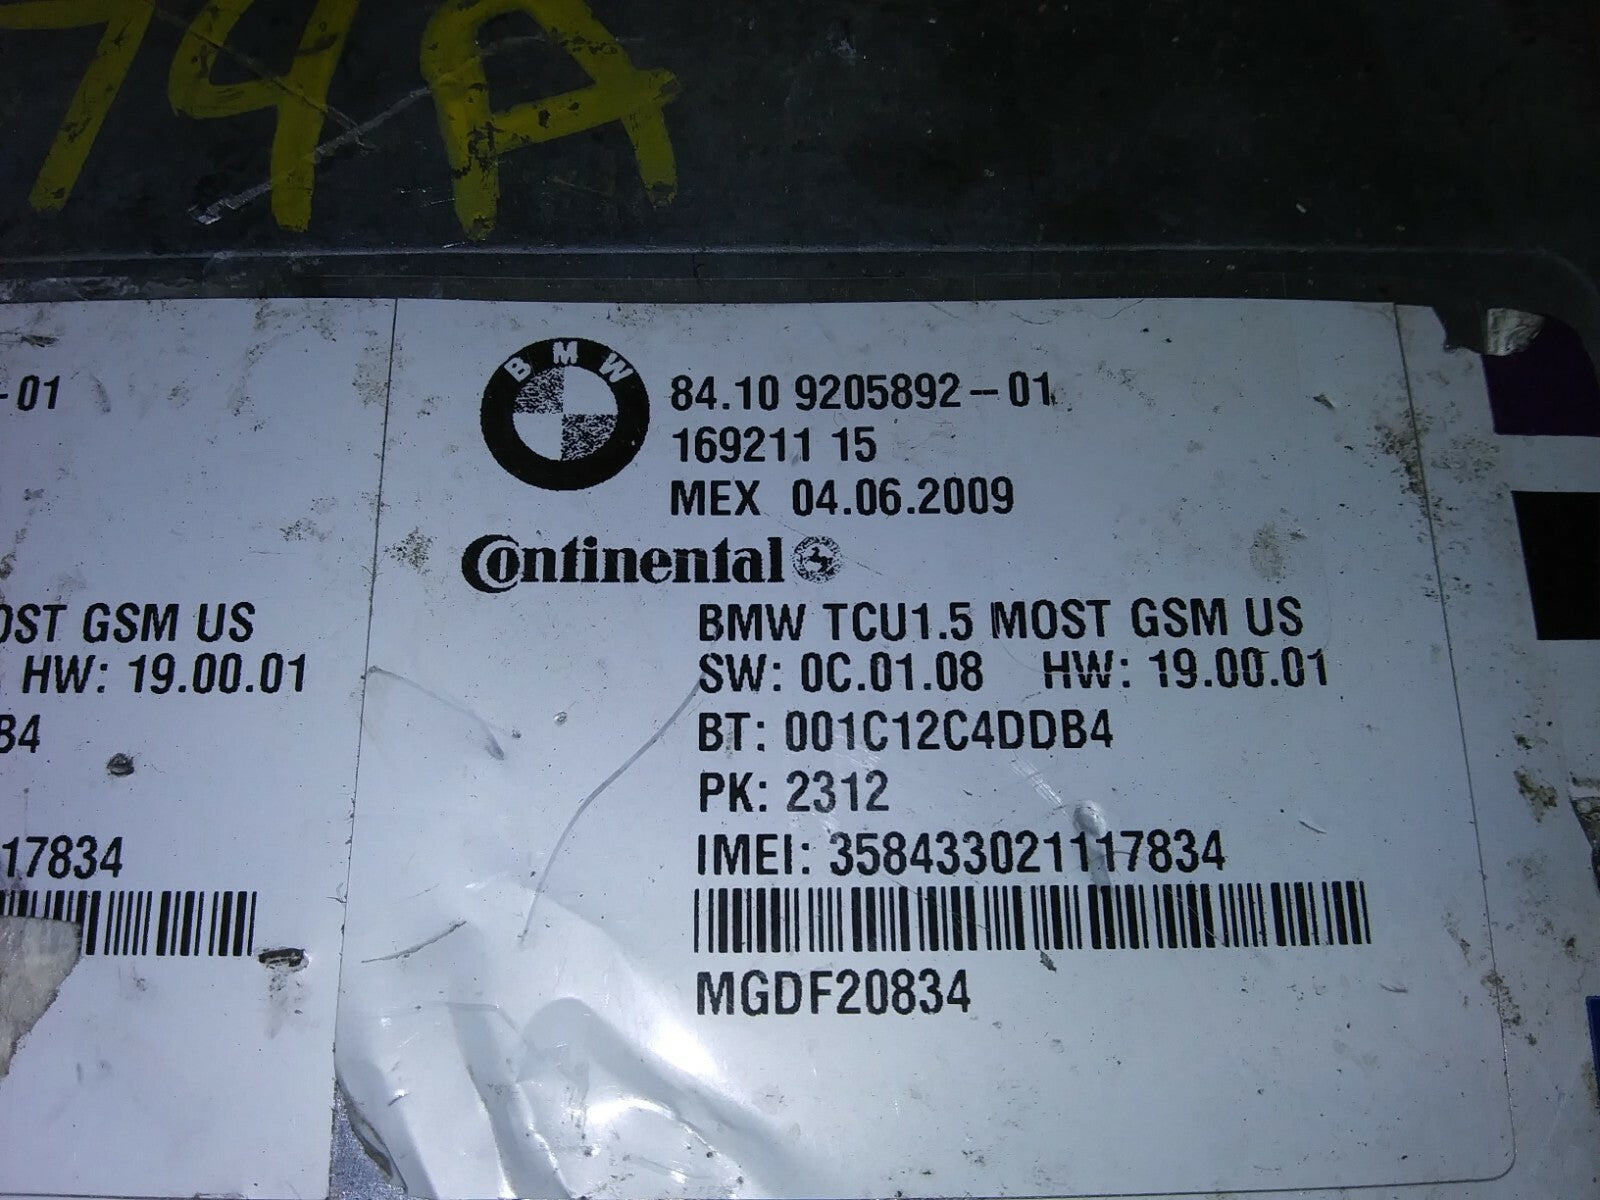 74A
-01
OST GSM US
HW: 19.00.01
B4
17834
BMW
84.10 9205892-01
169211 15
MEX 04.06.2009
Continental
BMW TCU1.5 MOST GSM US
SW: 0C.01.08 HW: 19.00.01
BT: 001C12C4DDB4
PK: 2312
IMEI: 358433021117834
MGDF20834